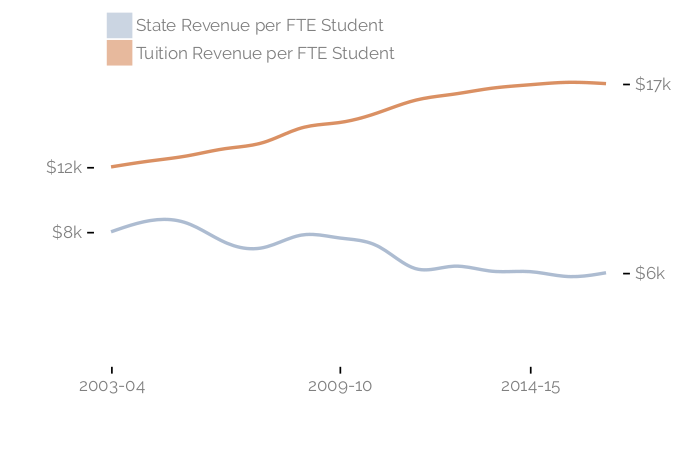 State Revenue per FTE Student
Tuition Revenue per FTE Student
$17k
$12k
$8k
$6k
2003-04
2009-10
2014-15